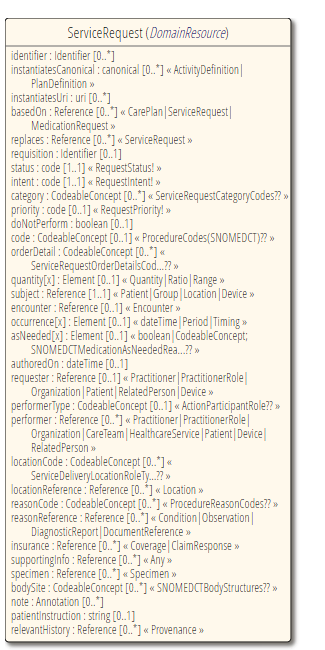 ServiceRequest (DomainResource)
identifier : Identifier [0..*]
instantiatesCanonical : canonical [0..*] « ActivityDefinition|
PlanDefinition »
instantiatesUri : uri [0..*]
basedOn : Reference [0..*] « CarePlan|ServiceRequest|
MedicationRequest »
replaces : Reference [0..*] « ServiceRequest »
requisition : Identifier [0..1]
status : code [1..1] « RequestStatus! »
intent : code [1..1] « RequestIntent! »
category : CodeableConcept [0..*] « ServiceRequestCategoryCodes?? »
priority : code [0..1] « RequestPriority! »
doNotPerform : boolean [0..1]
code : CodeableConcept [0..1] « ProcedureCodes(SNOMEDCT)?? »
orderDetail : CodeableConcept [0..*] «
ServiceRequestOrderDetailsCod...?? »
quantity[x] : Element [0..1] « Quantity|Ratio|Range »
subject : Reference [1..1] « Patient|Group|Location|Device »
encounter : Reference [0..1] « Encounter »
occurrence[x] : Element [0..1] « dateTime|Period|Timing »
asNeeded[x] : Element [0..1] « boolean|CodeableConcept;
SNOMEDCTMedicationAsNeededRea...?? »
authoredOn : dateTime [0..1]
requester : Reference [0..1] « Practitioner|PractitionerRole|
Organization|Patient|RelatedPerson|Device »
performerType : CodeableConcept [0..1] « ActionParticipantRole?? »
performer : Reference [0..*] « Practitioner|PractitionerRole|
Organization|CareTeam|HealthcareService|Patient|Device|
RelatedPerson »
locationCode : CodeableConcept [0..*] «
ServiceDeliveryLocationRoleTy...?? »
locationReference : Reference [0..*] « Location »
reasonCode : CodeableConcept [0..*] « ProcedureReasonCodes?? »
reasonReference : Reference [0..*] « Condition|Observation|
DiagnosticReport|DocumentReference »
insurance : Reference [0..*] « Coverage|ClaimResponse »
supportingInfo : Reference [0..*] « Any »
specimen : Reference [0..*] « Specimen »
bodySite : CodeableConcept [0..*] « SNOMEDCTBodyStructures?? »
note : Annotation [0..*]
patientInstruction : string [0..1]
relevantHistory : Reference [0..*] « Provenance »